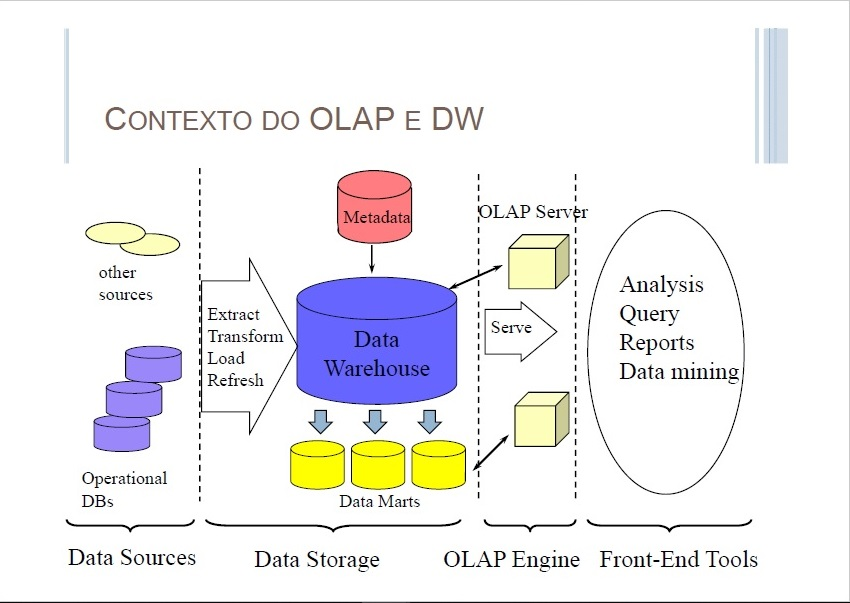 CONTEXTO DO OLAP E DW
Metadata
OLAP Server
other
sources
Extract
Transform
Load
Refresh
Data
Warehouse
Serve
Analysis
Query
Reports
Data mining
Operational
DBs
Data Marts
Data Sources
Data Storage
OLAP Engine
Front-End Tools